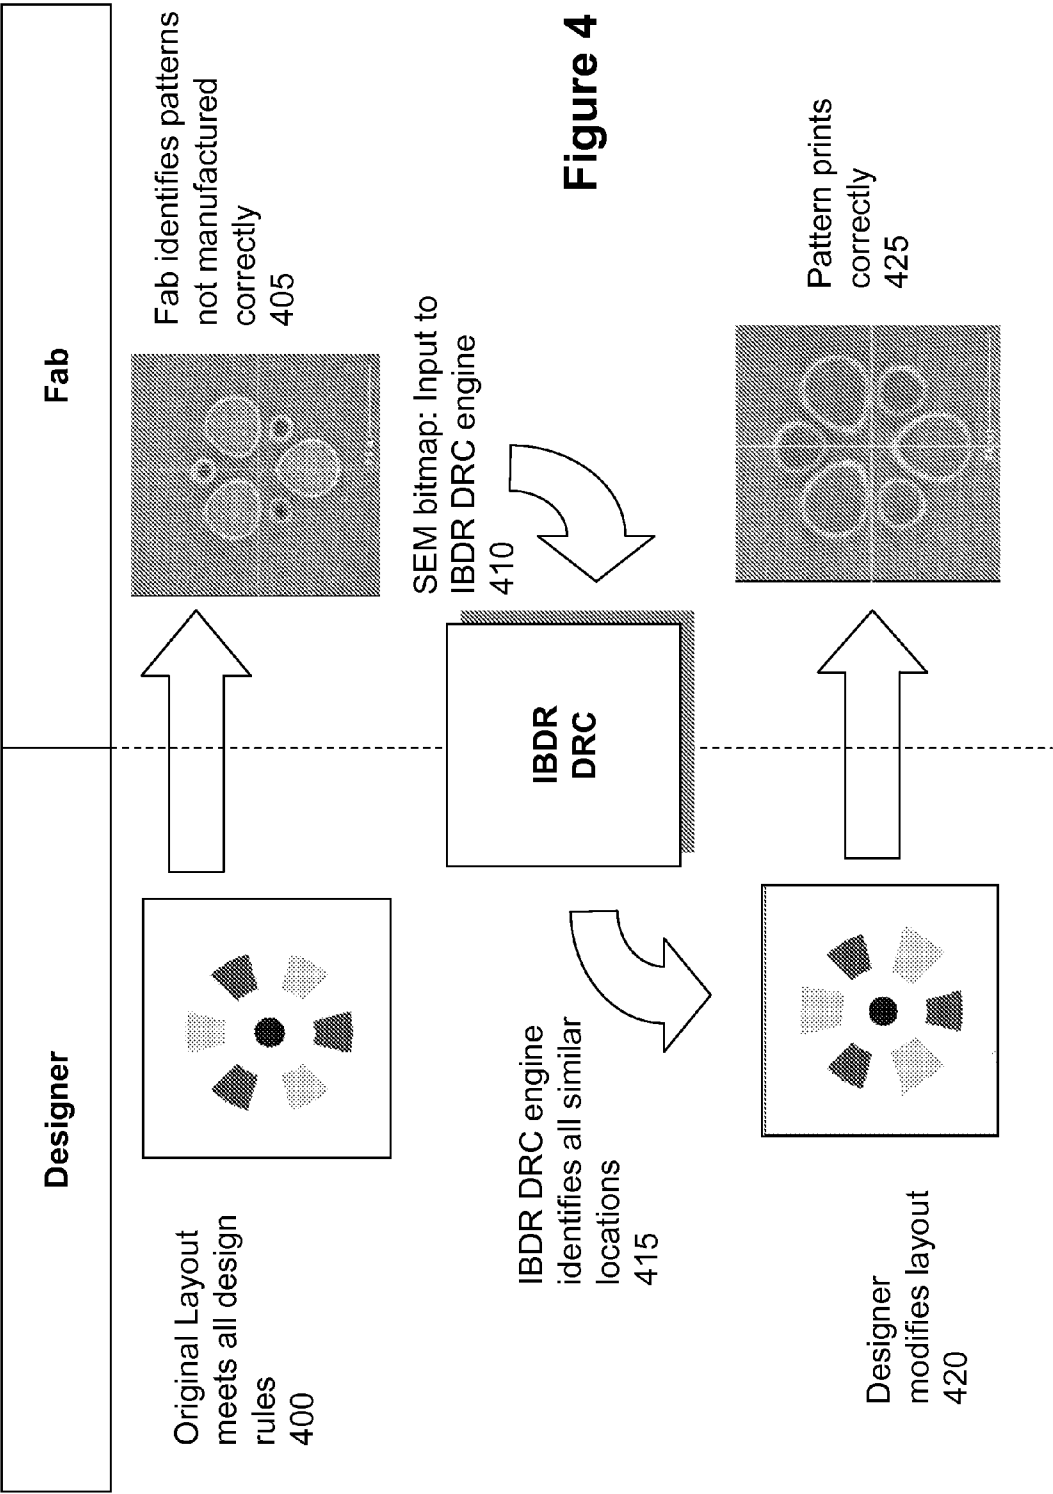 Designer
Fab
Original Layout
meets all design
rules
400
Fab identifies patterns
not manufactured
correctly
405
SEM bitmap: Input to
IBDR DRC engine
410
IBDR
DRC
IBDR DRC engine
identifies all similar
locations
415
Designer
modifies layout
420
Pattern prints
correctly
425
Figure 4